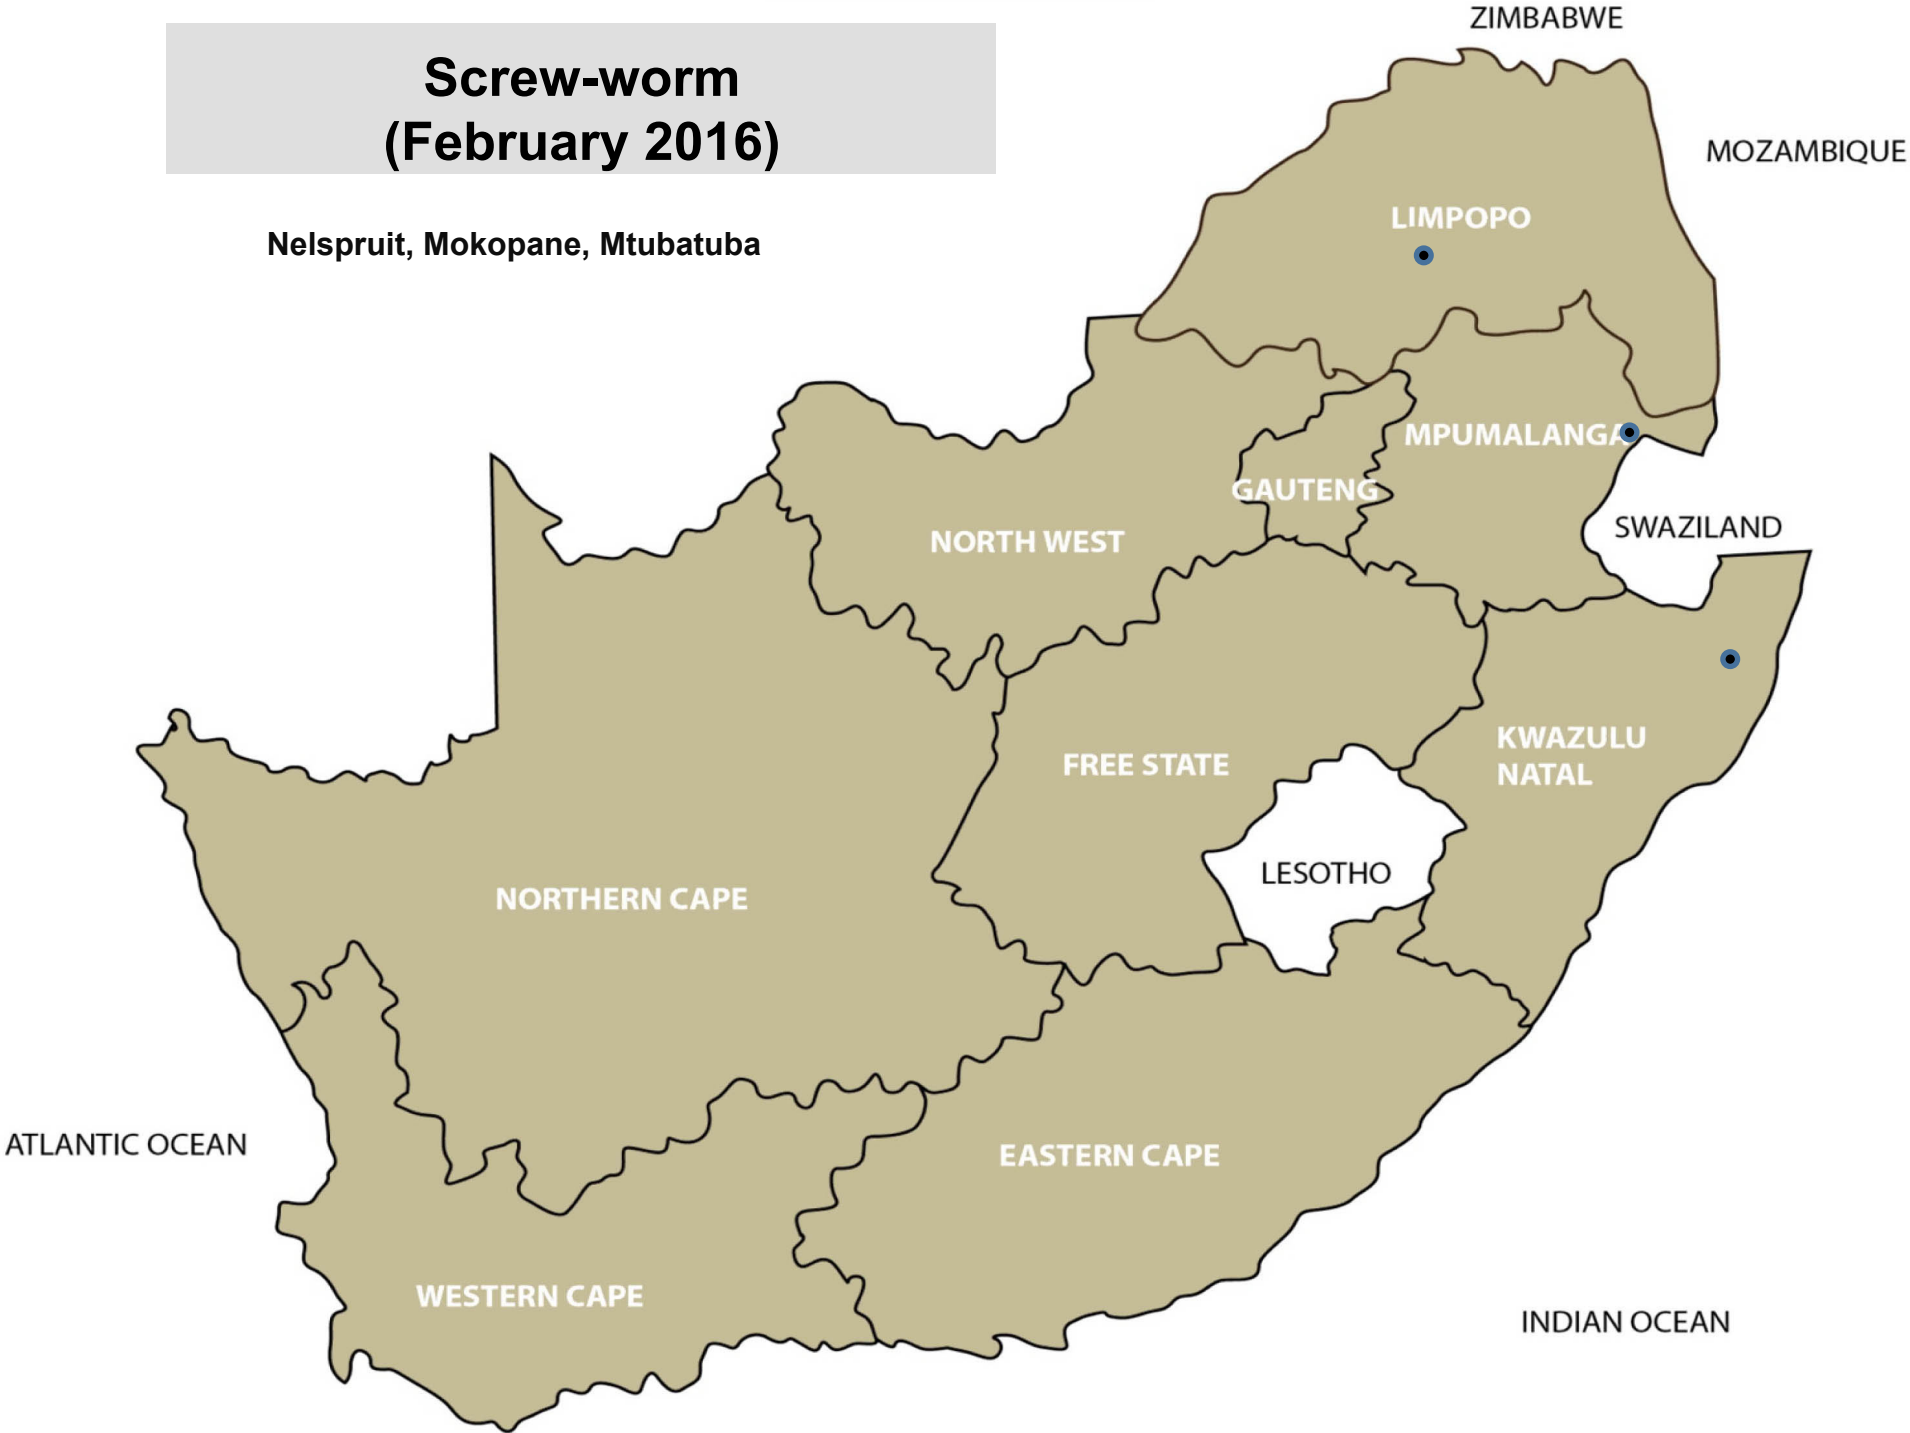 Screw-worm
(February 2016)
Nelspruit, Mokopane, Mtubatuba
ZIMBABWE
MOZAMBIQUE
LIMPOPO
MPUMALANGA
GAUTENG
SWAZILAND
NORTH WEST
KWAZULU
NATAL
FREE STATE
LESOTHO
NORTHERN CAPE
ATLANTIC OCEAN
EASTERN CAPE
WESTERN CAPE
INDIAN OCEAN